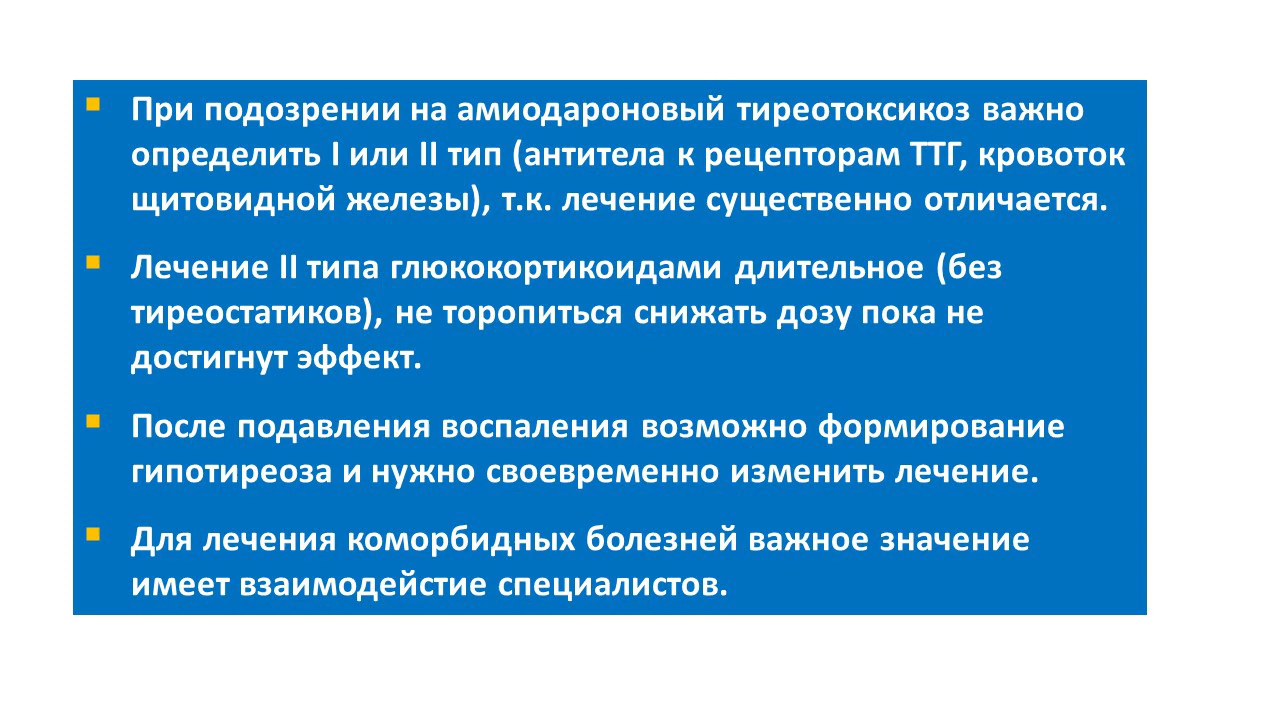 При подозрении на амиодароновый тиреотоксикоз важно
определить I или II тип (антитела к рецепторам ТТГ, кровоток
щитовидной железы), т.к. лечение существенно отличается.
Лечение II типа глюкокортикоидами длительное (без
тиреостатиков), не торопиться снижать дозу пока не
достигнут эффект.
После подавления воспаления возможно формирование
гипотиреоза и нужно своевременно изменить лечение.
Для лечения коморбидных болезней важное значение
имеет взаимодейстие специалистов.